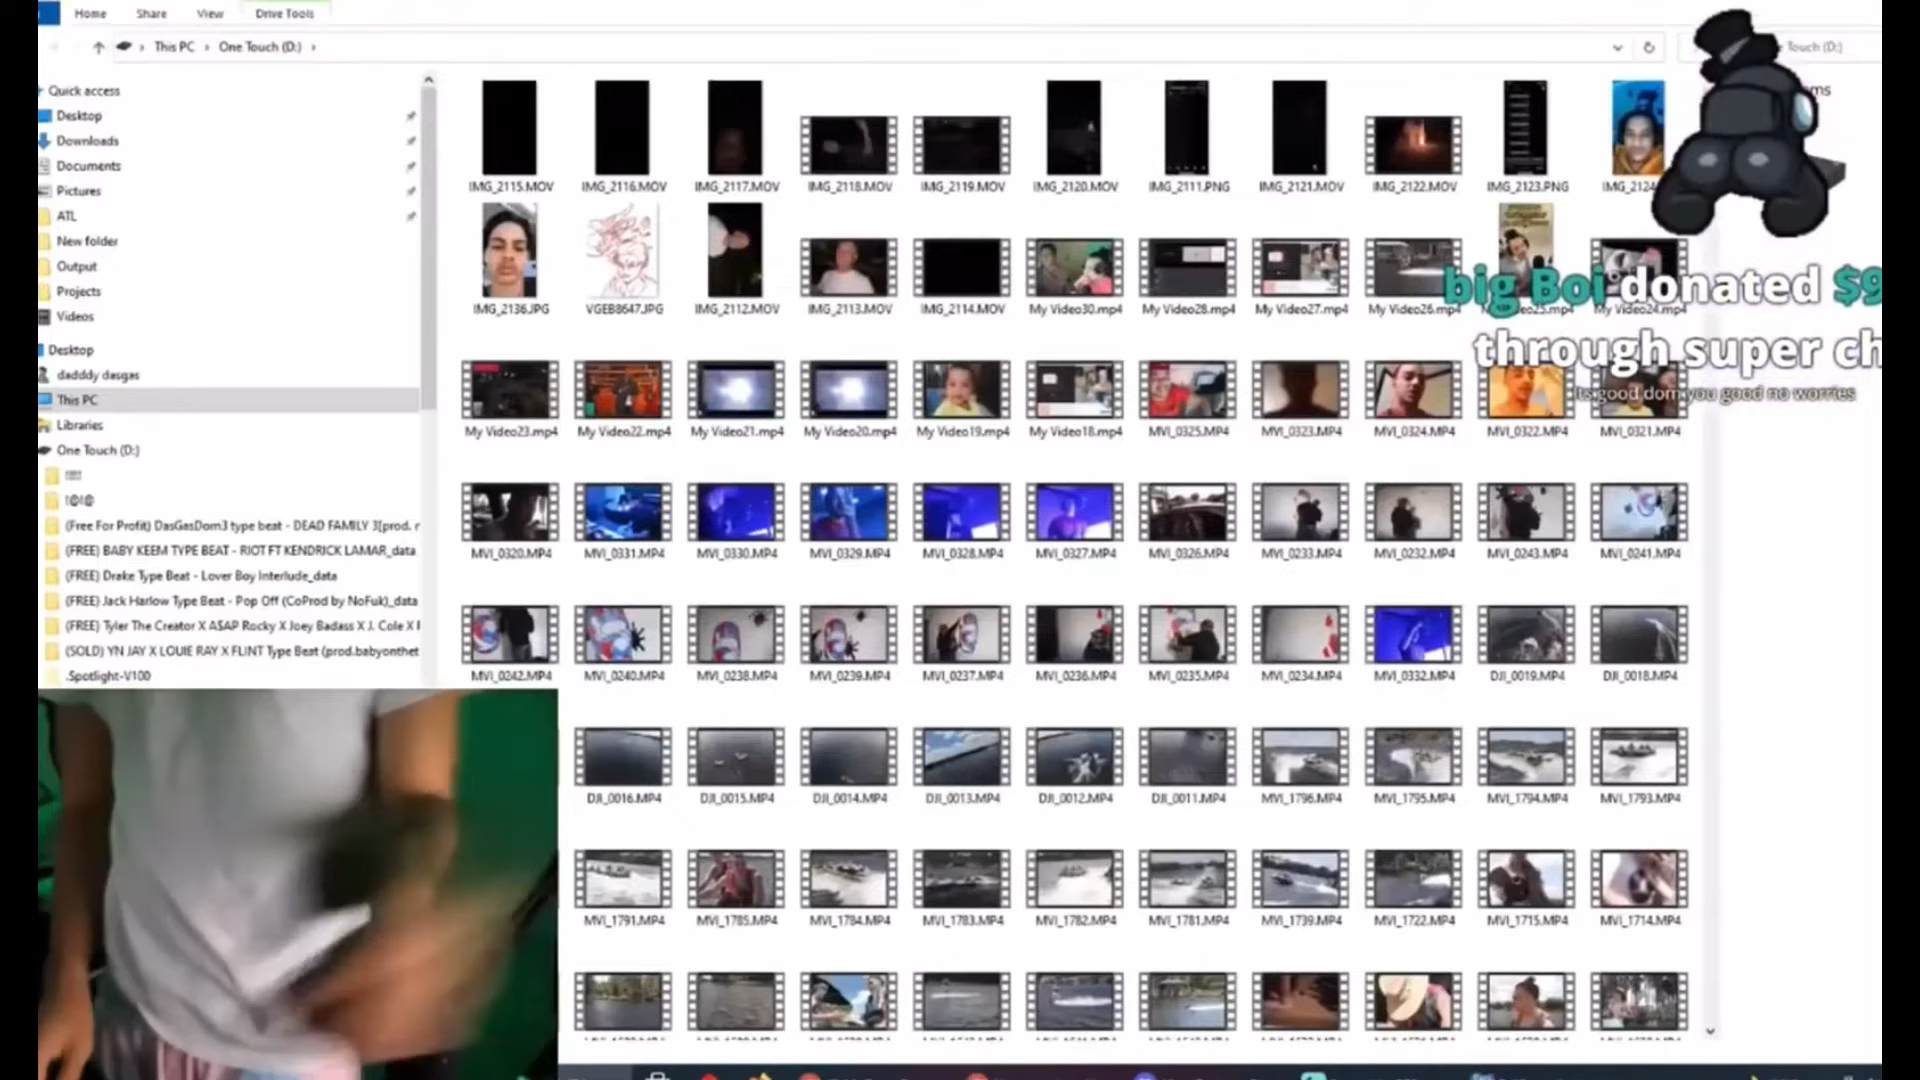 Home Share View Drive Tools
This PC > One Touch (D:) >
Touch (D:)
Quick access
Desktop
Downloads
Documents
Pictures
ATL
New folder
Output
Projects
Videos
Desktop
dadddy dasgas
This PC
Libraries
One Touch (D:)
!@!@
(Free For Profit) DasGasDom3 type beat - DEAD FAMILY 3[prod. r
(FREE) BABY KEEM TYPE BEAT - RIOT FT KENDRICK LAMAR_data
(FREE) Drake Type Beat - Lover Boy Interlude_data
(FREE) Jack Harlow Type Beat - Pop Off (CoProd by NoFuk)_data
(FREE) Tyler The Creator X A$AP Rocky X Joey Badass X J. Cole X
(SOLD) YN JAY X LOUIE RAY X FLINT Type Beat (prod.babyonthet
.Spotlight-V100
IMG_2115.MOV IMG_2116.MOV IMG_2117.MOV IMG_2118.MOV IMG_2119.MOV IMG_2120.MOV IMG_2111.PNG IMG_2121.MOV IMG_2122.MOV IMG_2123.PNG IMG_2124
IMG_2136.JPG VGEB8647.JPG IMG_2112.MOV IMG_2113.MOV IMG_2114.MOV My Video30.mp4 My Video28.mp4 My Video27.mp4 My Video26.mp4 My Video24.mp4
big Boi donated $9
through super ch
Its good dom you good no worries
My Video23.mp4 My Video22.mp4 My Video21.mp4 My Video20.mp4 My Video19.mp4 My Video18.mp4 MVI_0325.MP4 MVI_0323.MP4 MVI_0324.MP4 MVI_0322.MP4 MVI_0321.MP4
MVI_0320.MP4 MVI_0331.MP4 MVI_0330.MP4 MVI_0329.MP4 MVI_0328.MP4 MVI_0327.MP4 MVI_0326.MP4 MVI_0233.MP4 MVI_0232.MP4 MVI_0243.MP4 MVI_0241.MP4
MVI_0242.MP4 MVI_0240.MP4 MVI_0238.MP4 MVI_0239.MP4 MVI_0237.MP4 MVI_0236.MP4 MVI_0235.MP4 MVI_0234.MP4 MVI_0332.MP4 DJI_0019.MP4 DJI_0018.MP4
DJI_0016.MP4 DJI_0015.MP4 DJI_0014.MP4 DJI_0013.MP4 DJI_0012.MP4 DJI_0011.MP4 MVI_1796.MP4 MVI_1795.MP4 MVI_1794.MP4 MVI_1793.MP4
MVI_1791.MP4 MVI_1785.MP4 MVI_1784.MP4 MVI_1783.MP4 MVI_1782.MP4 MVI_1781.MP4 MVI_1739.MP4 MVI_1722.MP4 MVI_1715.MP4 MVI_1714.MP4